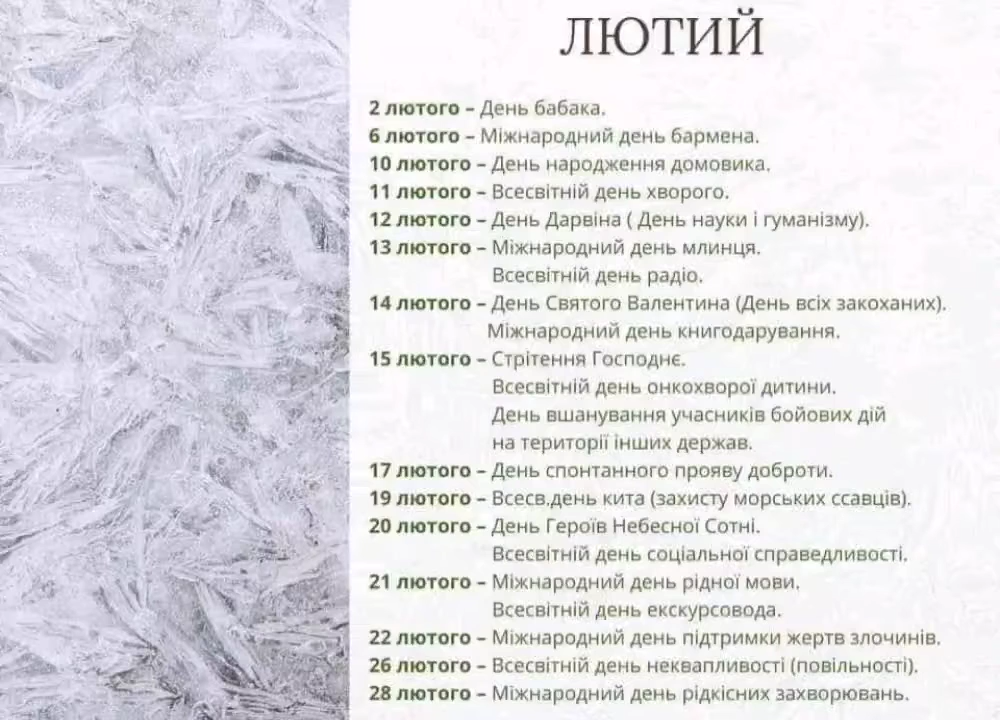 ЛЮТИЙ
2 лютого – День бабака.
6 лютого – Міжнародний день бармена.
10 лютого – День народження домовика.
11 лютого – Всесвітній день хворого.
12 лютого – День Дарвіна ( День науки і гуманізму).
13 лютого – Міжнародний день млинця.
Всесвітній день радіо.
14 лютого – День Святого Валентина (День всіх закоханих).
Міжнародний день книгодарування.
15 лютого – Стрітення Господнє.
Всесвітній день онкохворої дитини.
День вшанування учасників бойових дій
на території інших держав.
17 лютого – День спонтанного прояву доброти.
19 лютого – Всесв.день кита (захисту морських ссавців).
20 лютого – День Героїв Небесної Сотні.
Всесвітній день соціальної справедливості.
21 лютого – Міжнародний день рідної мови.
Всесвітній день екскурсовода.
22 лютого – Міжнародний день підтримки жертв злочинів.
26 лютого – Всесвітній день неквапливості (повільності).
28 лютого – Міжнародний день рідкісних захворювань.